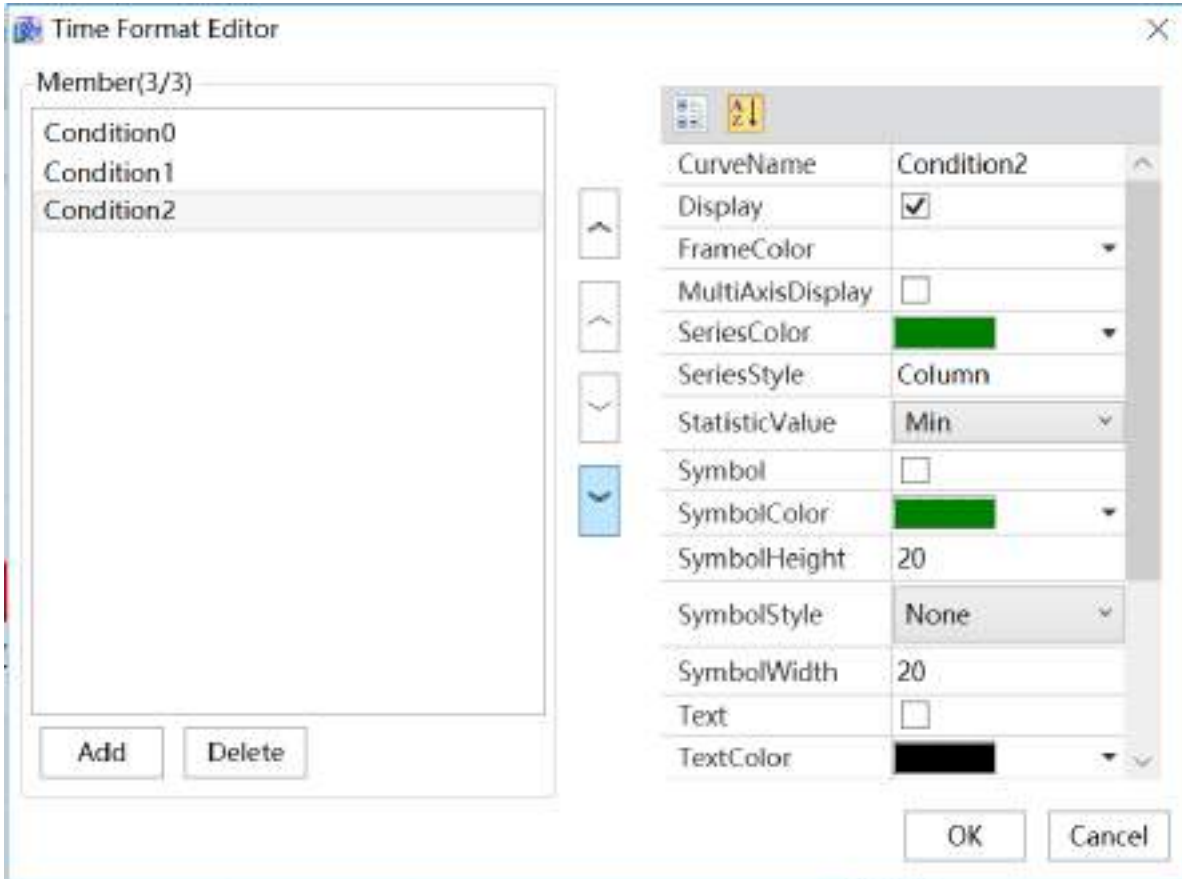 Time Format Editor
Member(3/3)
Condition0
Condition1
Condition2
Add Delete
CurveName Condition2
Display
FrameColor
MultiAxisDisplay
SeriesColor
SeriesStyle Column
StatisticValue Min
Symbol
SymbolColor
SymbolHeight 20
SymbolStyle None
SymbolWidth 20
Text
TextColor
OK Cancel